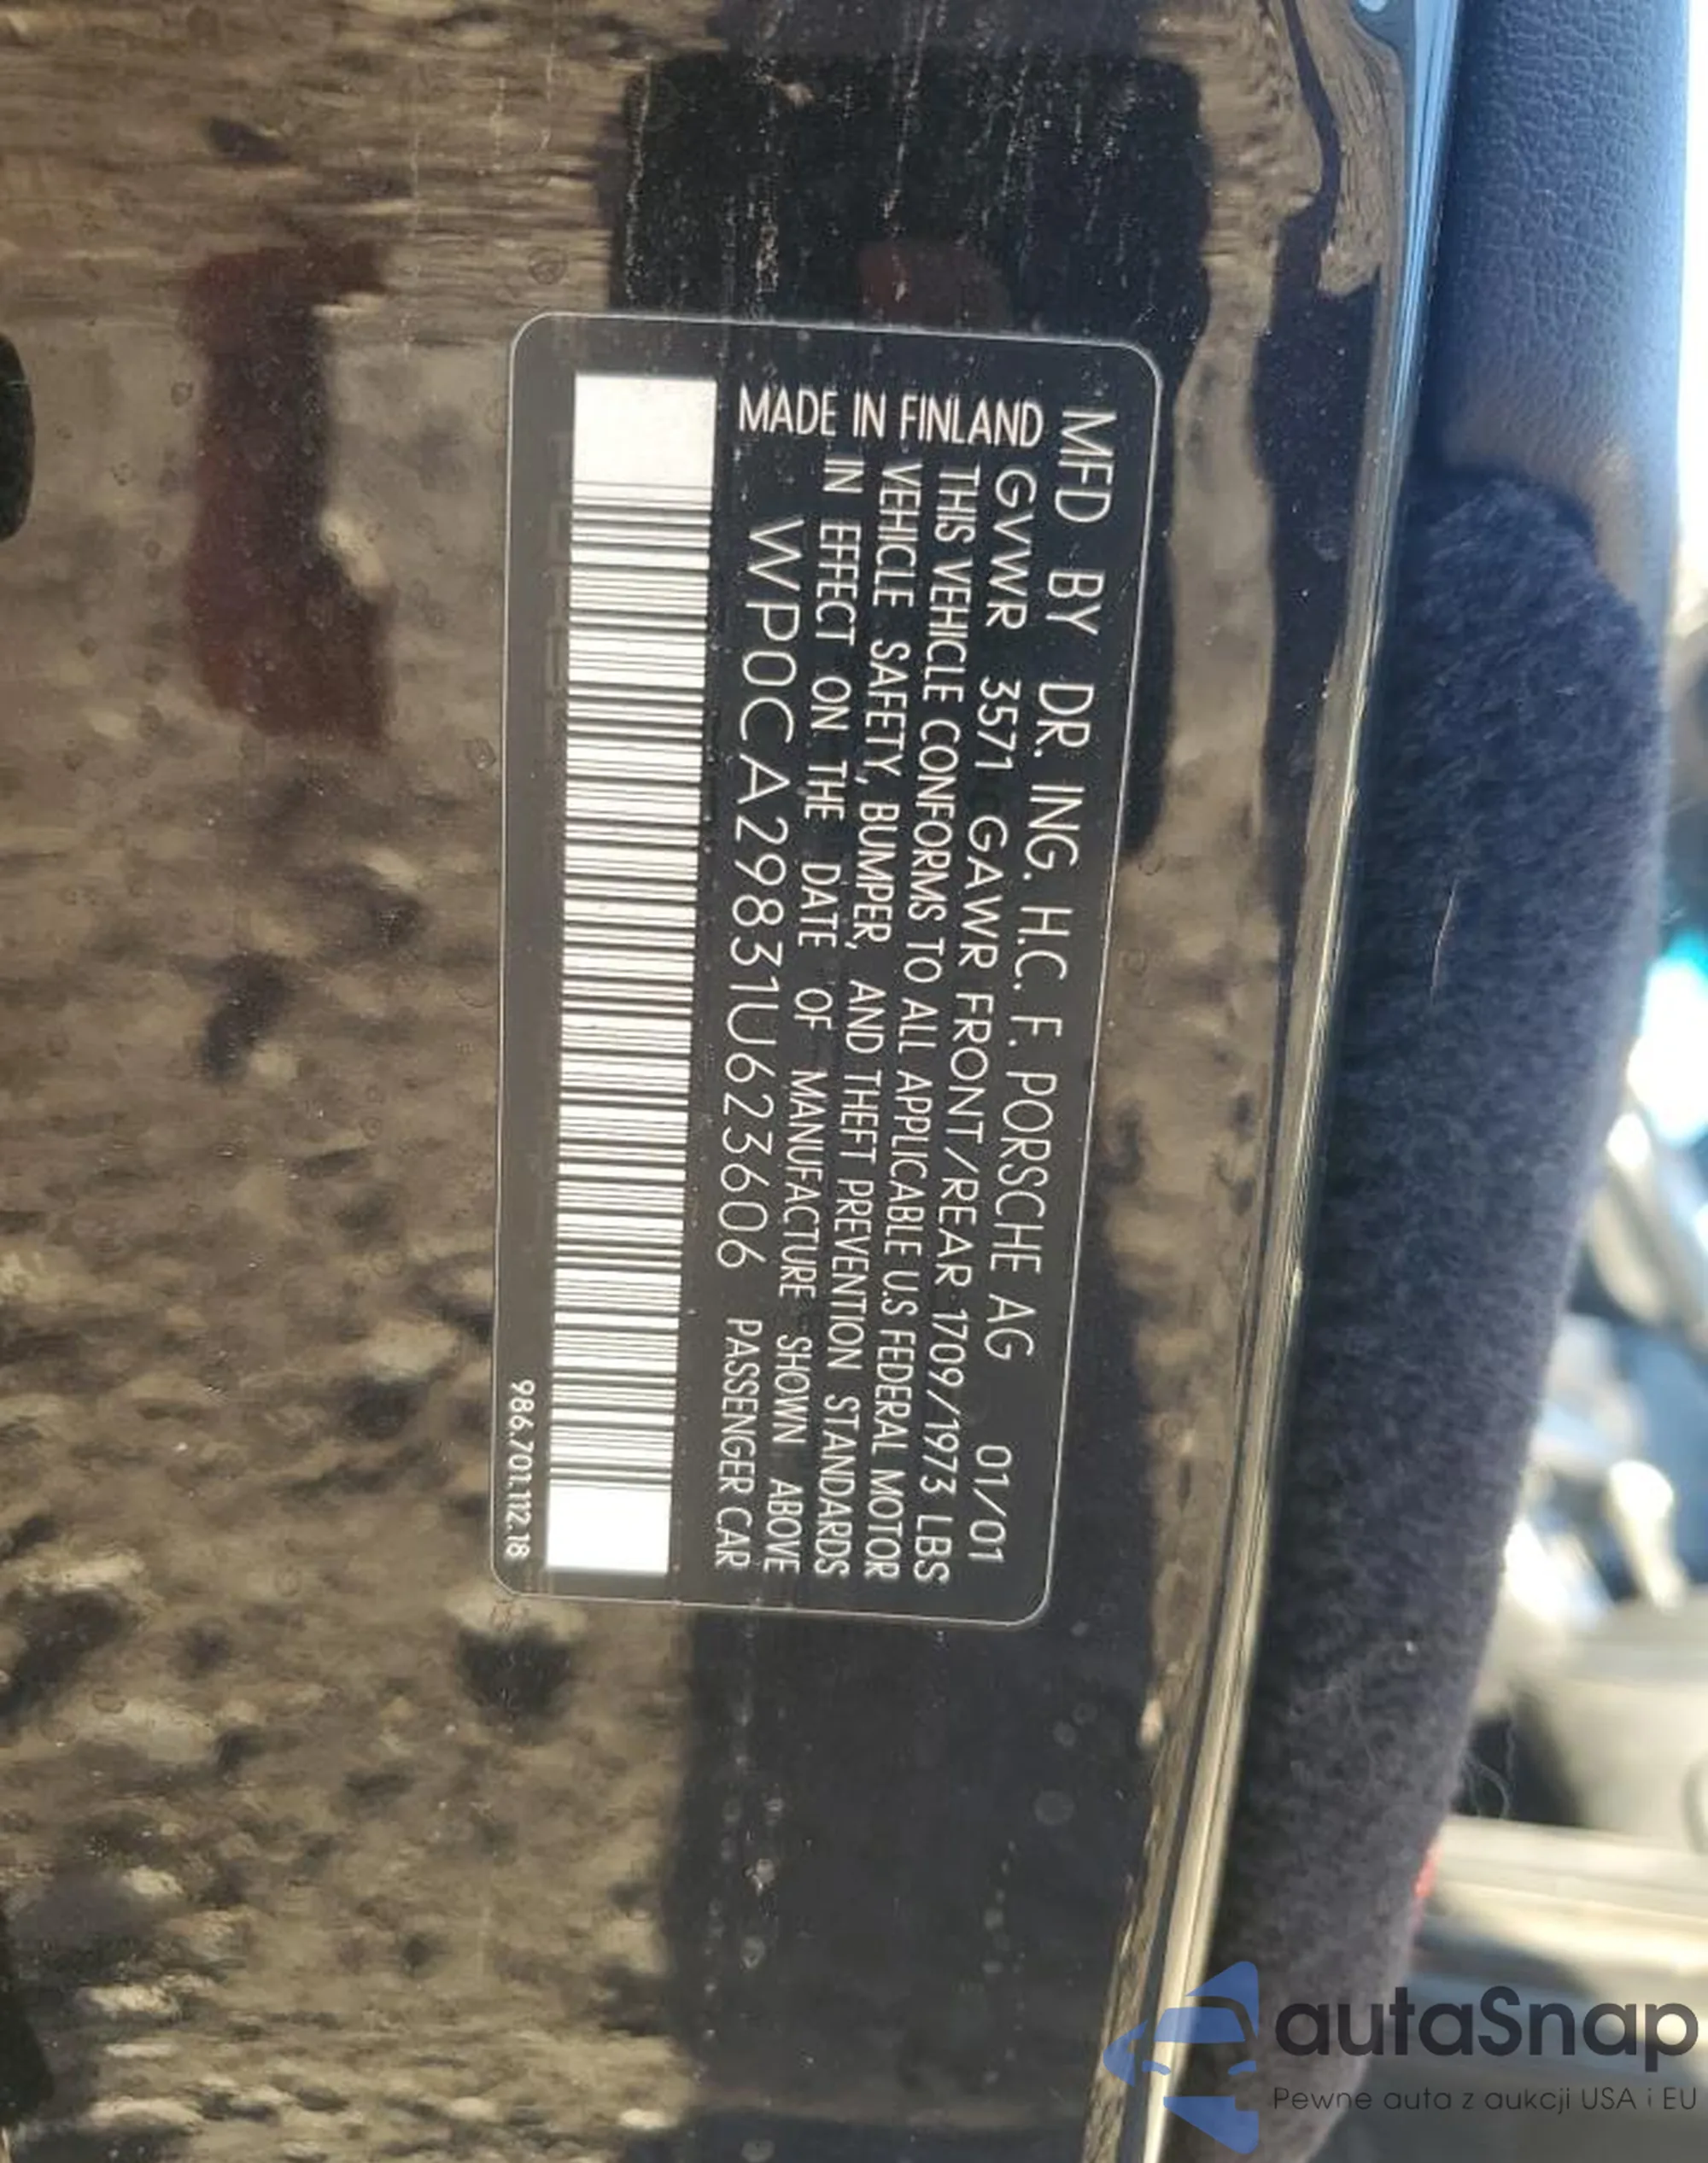 MFD BY DR. ING. H.C. F. PORSCHE AG 01/01
GVWR 3571 GAWR FRONT/REAR 1709/1973 LBS
THIS VEHICLE CONFORMS TO ALL APPLICABLE U.S FEDERAL MOTOR
VEHICLE SAFETY, BUMPER, AND THEFT PREVENTION STANDARDS
IN EFFECT ON THE DATE OF MANUFACTURE SHOWN ABOVE
MADE IN FINLAND
WP0CA29831U623606 PASSENGER CAR
986.701.112.18
autaSnap
Pewne auta z aukcji USA i EU